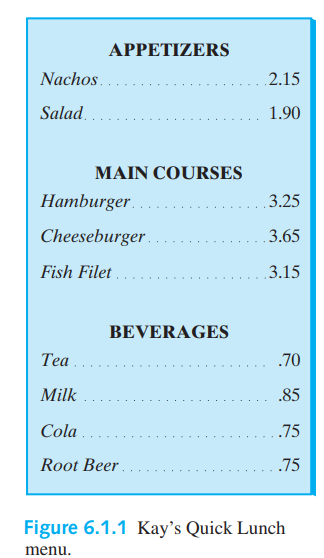 APPETIZERS
Nachos . . . . . . . . . . . . . . . . . . . . 2.15
Salad . . . . . . . . . . . . . . . . . . . . . 1.90
MAIN COURSES
Hamburger . . . . . . . . . . . . . . . . 3.25
Cheeseburger . . . . . . . . . . . . . . 3.65
Fish Filet . . . . . . . . . . . . . . . . . . 3.15
BEVERAGES
Tea . . . . . . . . . . . . . . . . . . . . . . . .70
Milk . . . . . . . . . . . . . . . . . . . . . . .85
Cola . . . . . . . . . . . . . . . . . . . . . . .75
Root Beer . . . . . . . . . . . . . . . . . .75
Figure 6.1.1 Kay's Quick Lunch
menu.